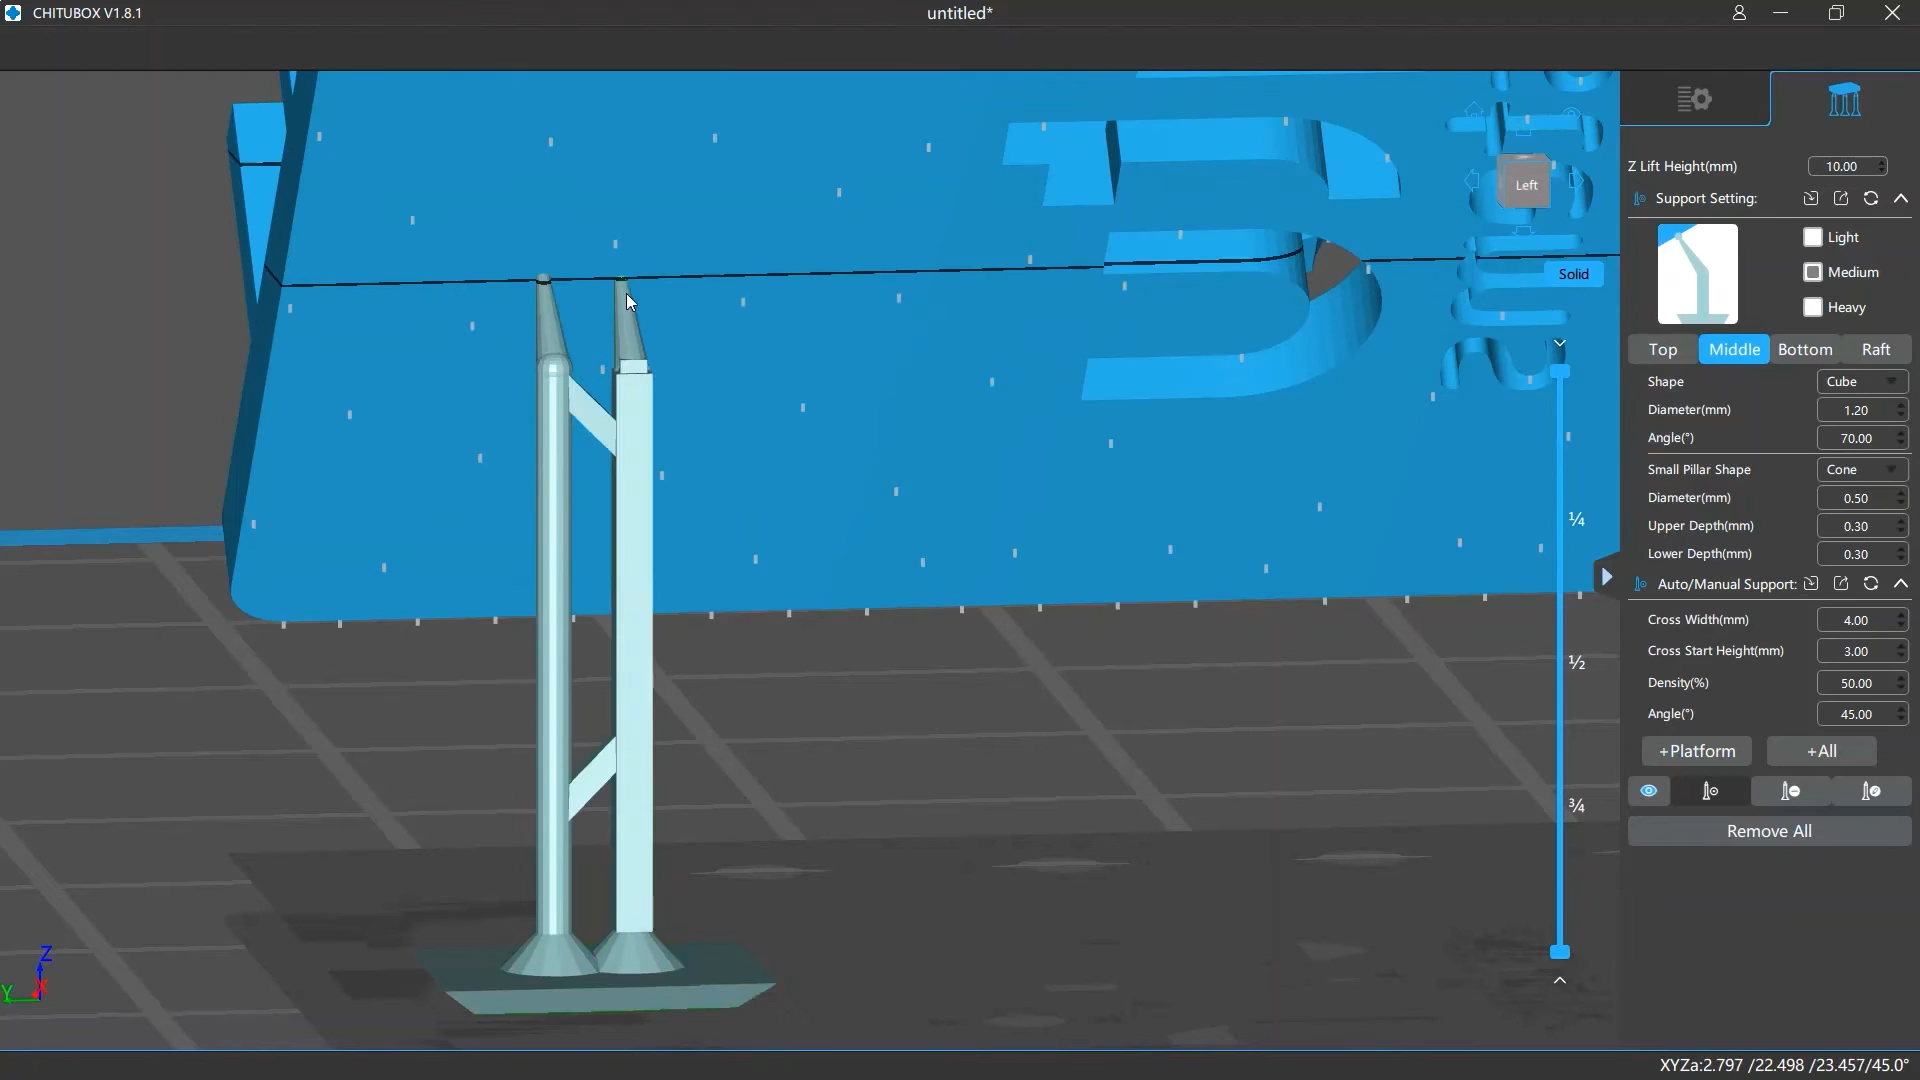 CHITUBOX V1.8.1
untitled*
Z Lift Height(mm) 10.00
Support Setting:
Left
Light
Solid
Medium
Heavy
Top Middle Bottom Raft
Shape Cube
Diameter(mm) 1.20
Angle(°) 70.00
Small Pillar Shape Cone
Diameter(mm) 0.50
¼
Upper Depth(mm) 0.30
Lower Depth(mm) 0.30
Auto/Manual Support:
Cross Width(mm) 4.00
Cross Start Height(mm) 3.00
½
Density(%) 50.00
Angle(°) 45.00
+Platform +All
¾
Remove All
Z
Y X
XYZa:2.797 /22.498 /23.457/45.0°